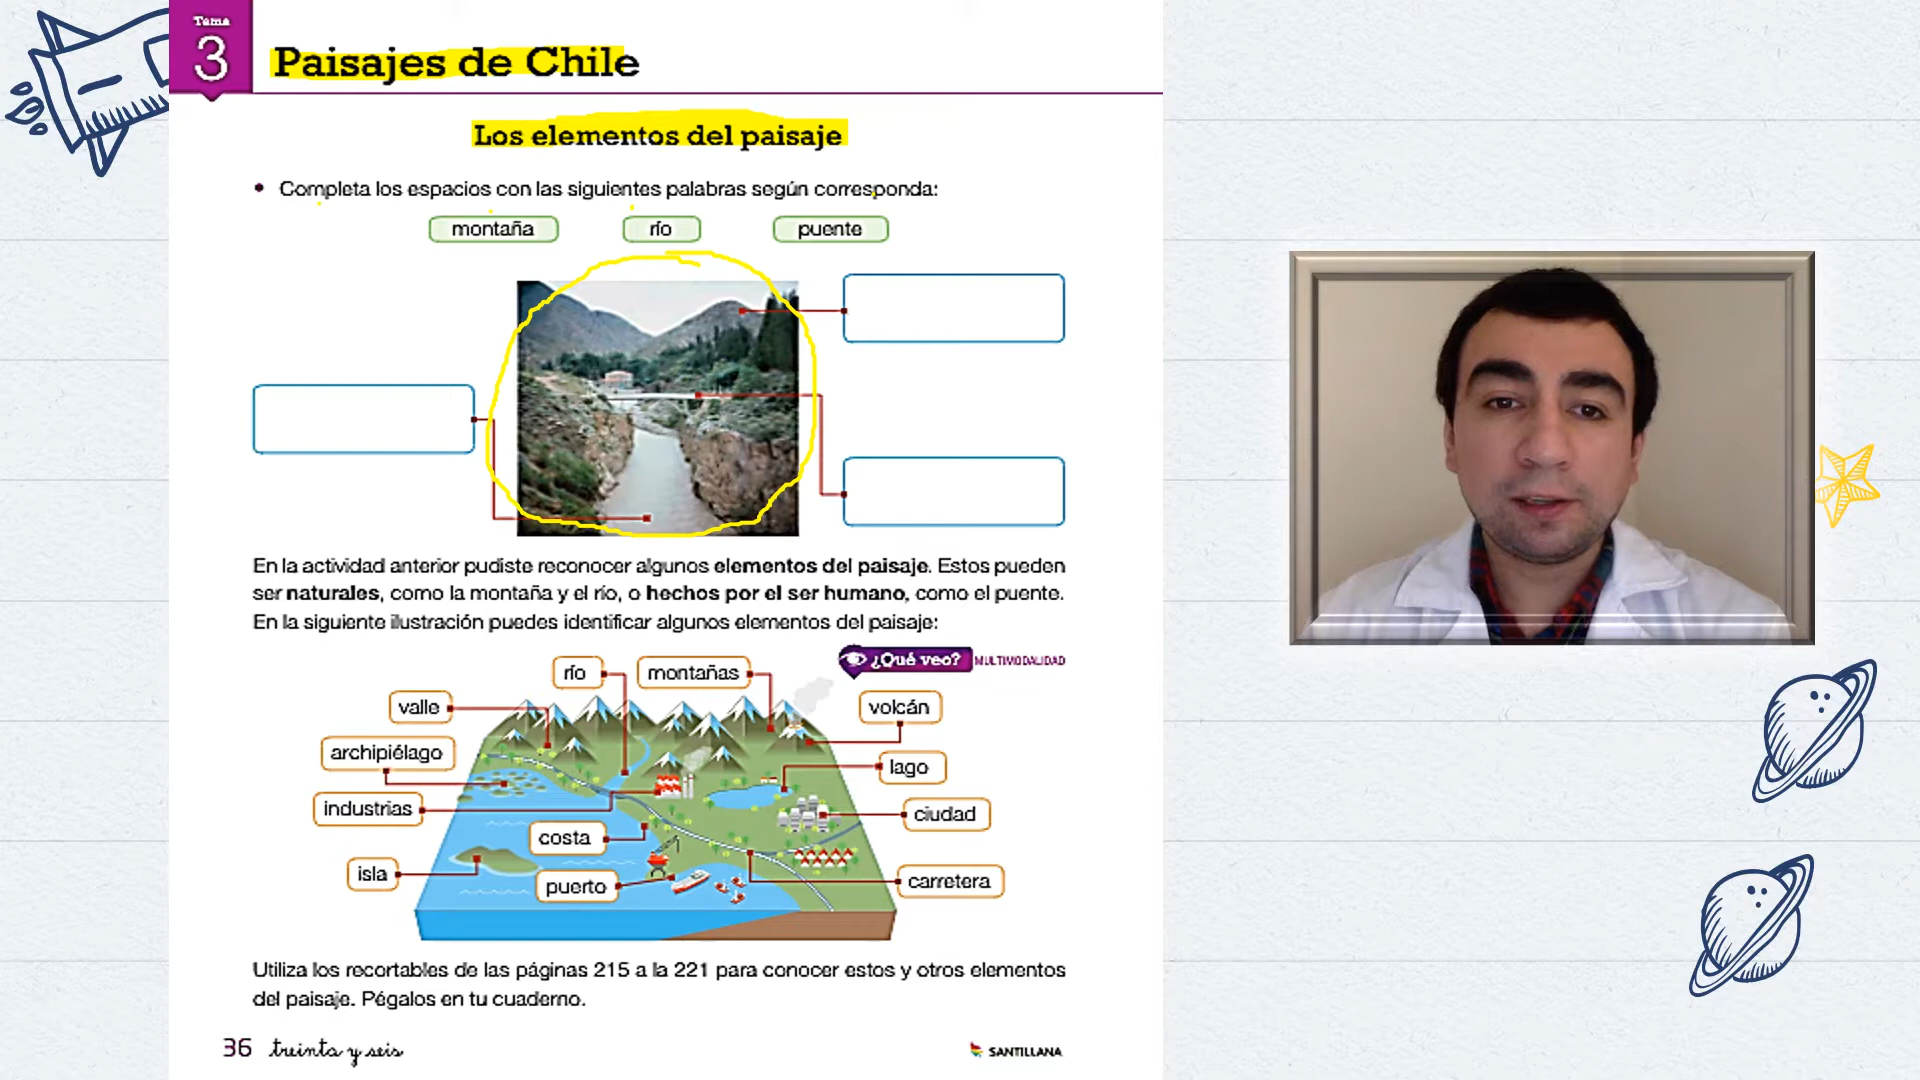 Tema
3
Paisajes de Chile
Los elementos del paisaje
• Completa los espacios con las siguientes palabras según corresponda:
montaña río puente
En la actividad anterior pudiste reconocer algunos elementos del paisaje. Estos pueden
ser naturales, como la montaña y el río, o hechos por el ser humano, como el puente.
En la siguiente ilustración puedes identificar algunos elementos del paisaje:
¿Qué veo? MULTIMODALIDAD
río montañas
valle volcán
archipiélago lago
industrias ciudad
costa
isla puerto carretera
Utiliza los recortables de las páginas 215 a la 221 para conocer estos y otros elementos
del paisaje. Pégalos en tu cuaderno.
36 treinta y seis SANTILLANA